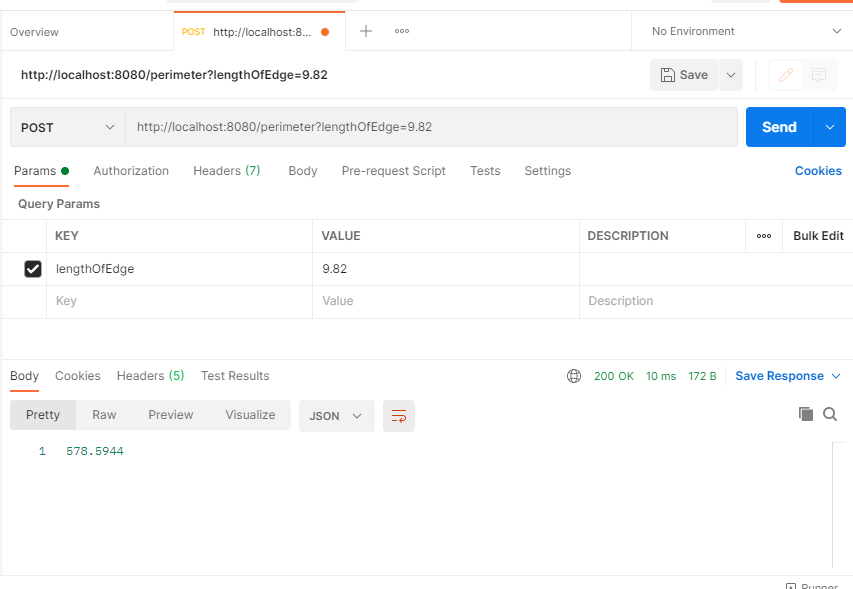 Overview
POST http://localhost:8...
No Environment
http://localhost:8080/perimeter?lengthOfEdge=9.82
Save
POST
http://localhost:8080/perimeter?lengthOfEdge=9.82
Send
Params Authorization Headers (7) Body Pre-request Script Tests Settings Cookies
Query Params
KEY VALUE DESCRIPTION Bulk Edit
lengthOfEdge 9.82
Key Value Description
Body Cookies Headers (5) Test Results 200 OK 10 ms 172 B Save Response
Pretty Raw Preview Visualize JSON
1 578.5944
Runner